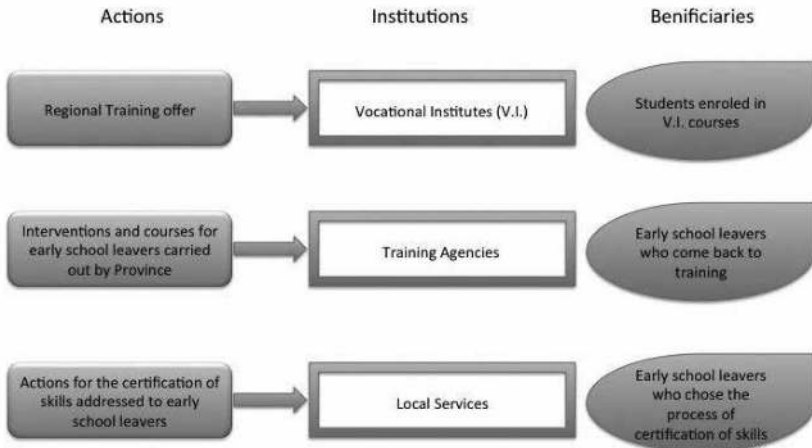 Actions
Institutions
Benificiaries
Regional Training offer
Vocational Institutes (V.I.)
Students enroled in
V.I. courses
Interventions and courses for
early school leavers carried
out by Province
Training Agencies
Early school leavers
who come back to
training
Actions for the certification of
skills addressed to early
school leavers
Local Services
Early school leavers
who chose the
process of
certification of skills